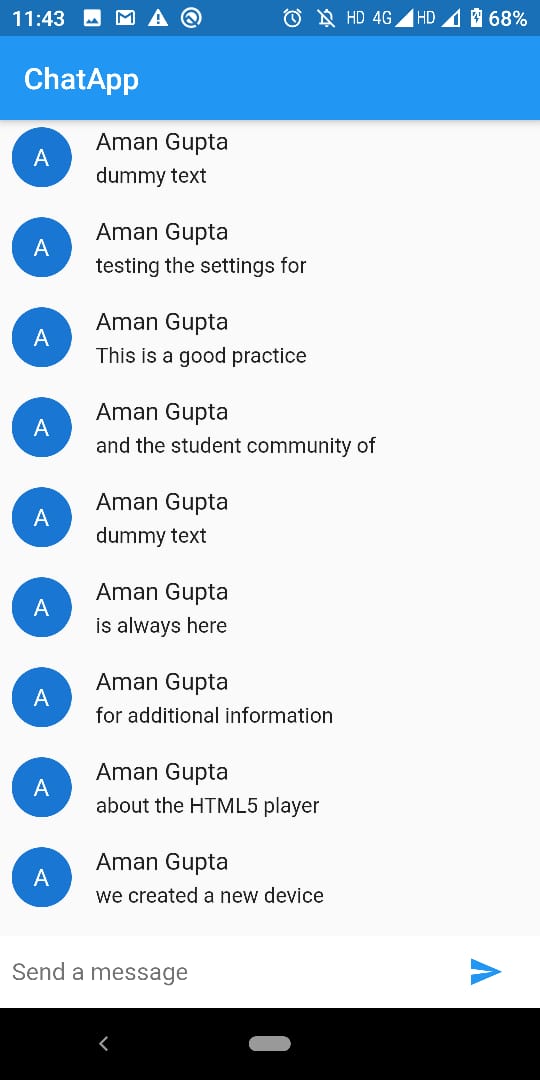 11:43 HD 4G HD 68%
ChatApp
A
Aman Gupta
dummy text
A
Aman Gupta
testing the settings for
A
Aman Gupta
This is a good practice
A
Aman Gupta
and the student community of
A
Aman Gupta
dummy text
A
Aman Gupta
is always here
A
Aman Gupta
for additional information
A
Aman Gupta
about the HTML5 player
A
Aman Gupta
we created a new device
Send a message